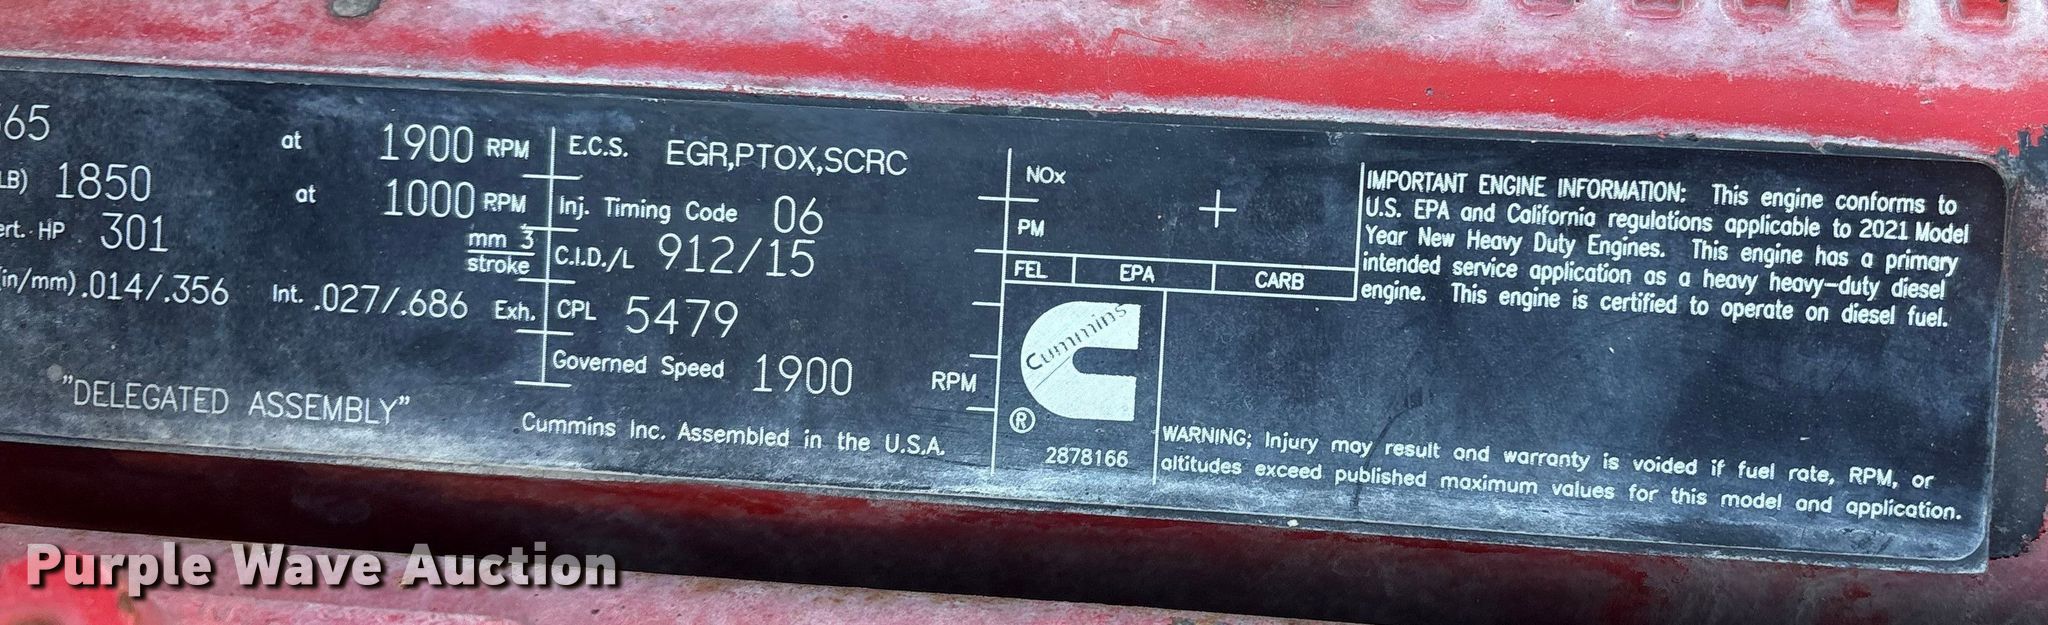 65 at 1900 RPM
LB) 1850 at 1000 RPM
ert. HP 301
mm 3
stroke
in/mm) .014/.356 Int. .027/.686 Exh.
"DELEGATED ASSEMBLY"
E.C.S. EGR,PTOX,SCRC
Inj. Timing Code 06
C.I.D./L 912/15
CPL 5479
Governed Speed 1900 RPM
Cummins Inc. Assembled in the U.S.A.
NOx
PM
FEL EPA CARB
Cummins
®
2878166
IMPORTANT ENGINE INFORMATION: This engine conforms to
U.S. EPA and California regulations applicable to 2021 Model
Year New Heavy Duty Engines. This engine has a primary
intended service application as a heavy heavy-duty diesel
engine. This engine is certified to operate on diesel fuel.
WARNING; Injury may result and warranty is voided if fuel rate, RPM, or
altitudes exceed published maximum values for this model and application.
Purple Wave Auction